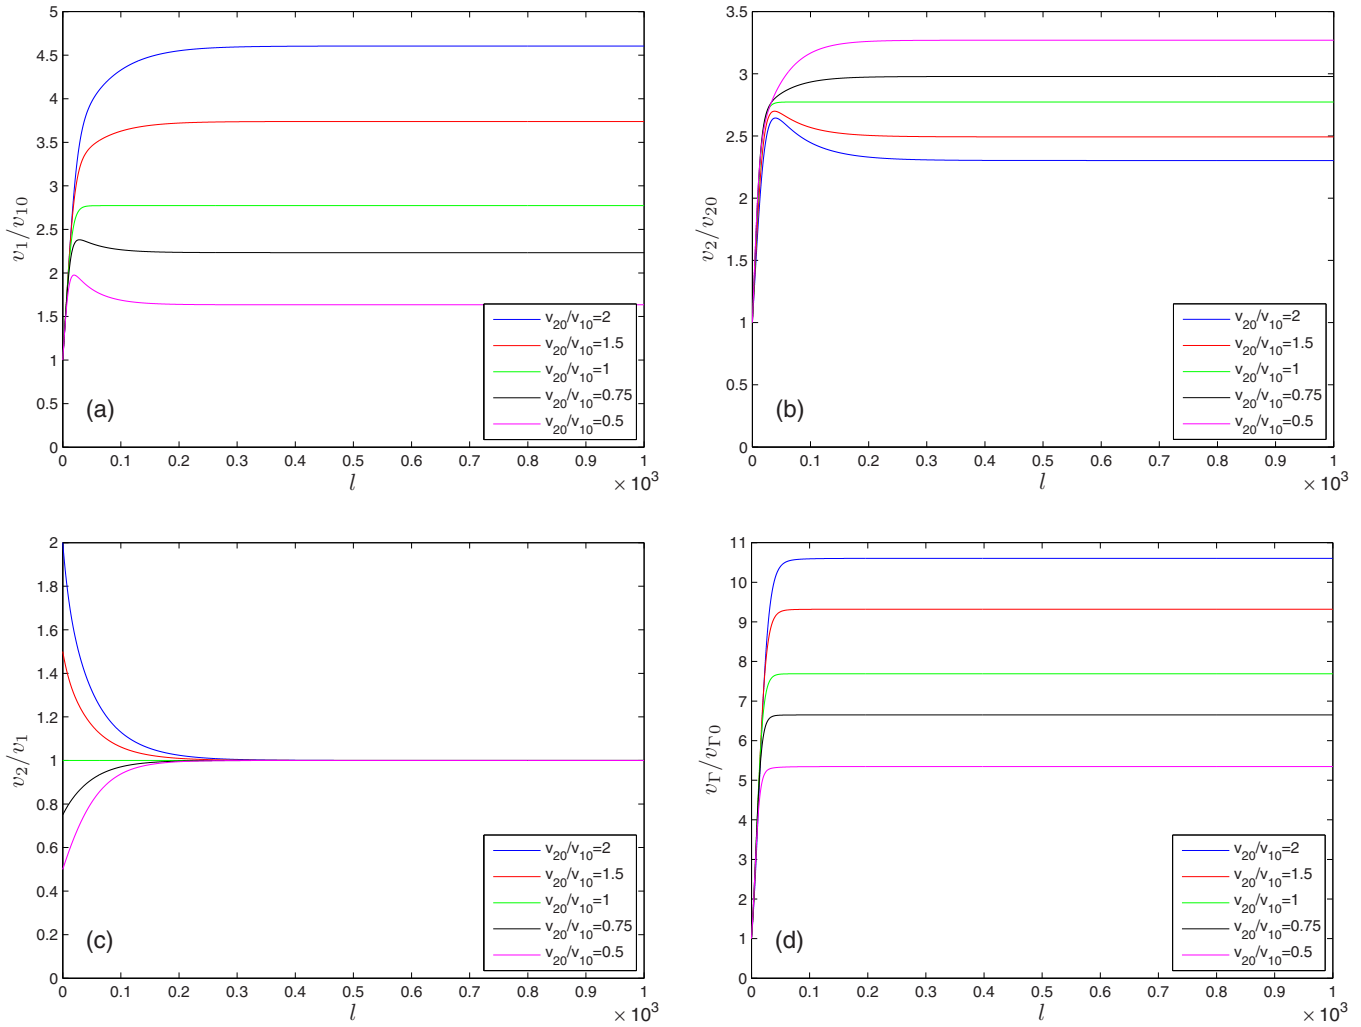 5
4.5
4
3.5
3
2.5
2
1.5
1
0.5
0
v₁/v₁₀
0 0.1 0.2 0.3 0.4 0.5 0.6 0.7 0.8 0.9 1
l
× 10³
(a)
v₂₀/v₁₀=2
v₂₀/v₁₀=1.5
v₂₀/v₁₀=1
v₂₀/v₁₀=0.75
v₂₀/v₁₀=0.5
3.5
3
2.5
2
1.5
1
0.5
0
v₂/v₂₀
0 0.1 0.2 0.3 0.4 0.5 0.6 0.7 0.8 0.9 1
l
× 10³
(b)
v₂₀/v₁₀=2
v₂₀/v₁₀=1.5
v₂₀/v₁₀=1
v₂₀/v₁₀=0.75
v₂₀/v₁₀=0.5
2
1.8
1.6
1.4
1.2
1
0.8
0.6
0.4
0.2
0
v₂/v₁
0 0.1 0.2 0.3 0.4 0.5 0.6 0.7 0.8 0.9 1
l
× 10³
(c)
v₂₀/v₁₀=2
v₂₀/v₁₀=1.5
v₂₀/v₁₀=1
v₂₀/v₁₀=0.75
v₂₀/v₁₀=0.5
11
10
9
8
7
6
5
4
3
2
1
0
v_Γ/v_Γ0
0 0.1 0.2 0.3 0.4 0.5 0.6 0.7 0.8 0.9 1
l
× 10³
(d)
v₂₀/v₁₀=2
v₂₀/v₁₀=1.5
v₂₀/v₁₀=1
v₂₀/v₁₀=0.75
v₂₀/v₁₀=0.5